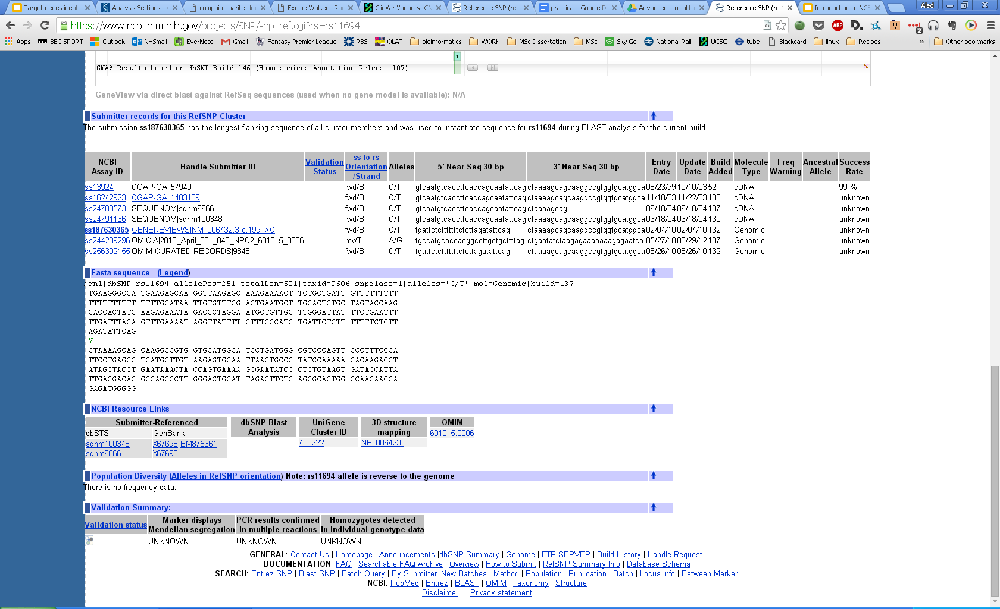 Target genes identi
Analysis Settings -
compbio.charite.de
Exome Walker - Ra
ClinVar Variants, CN
Reference SNP (ref
practical - Google D
Advanced clinical bi
Reference SNP (ref
Introduction to NGS
Aled
https://www.ncbi.nlm.nih.gov/projects/SNP/snp_ref.cgi?rs=rs11694
Apps BBC SPORT Outlook NHSmail EverNote Gmail Fantasy Premier League RBS OLAT bioinformatics WORK MSc Dissertation MSc Sky Go National Rail UCSC tube Blackcard linux Recipes » Other bookmarks
1
GWAS Results based on dbSNP Build 146 (Homo sapiens Annotation Release 107)
GeneView via direct blast against RefSeq sequences (used when no gene model is available): N/A
Submitter records for this RefSNP Cluster
The submission ss187630365 has the longest flanking sequence of all cluster members and was used to instantiate sequence for rs11694 during BLAST analysis for the current build.
NCBI Assay ID Handle|Submitter ID Validation Status ss to rs Orientation /Strand Alleles 5' Near Seq 30 bp 3' Near Seq 30 bp Entry Date Update Date Build Added Molecule Type Freq Warning Ancestral Allele Success Rate
ss13924 CGAP-GAI|57940 fwd/B C/T gtcaatgtcaccttcaccagcaatattcag ctaaaagcagcaaggccgtggtgcatggca 08/23/99 10/10/03 52 cDNA 99 %
ss16242923 CGAP-GAI|1483139 fwd/B C/T gtcaatgtcaccttcaccagcaatattcag ctaaaagcagcaaggccgtggtgcatggca 11/18/03 11/22/03 130 cDNA unknown
ss24780573 SEQUENOM|sqnm6666 fwd/B C/T gtcaatgtcaccttcaccagcaatattcag ctaaaagcag 06/18/04 06/18/04 137 cDNA unknown
ss24791136 SEQUENOM|sqnm100348 fwd/B C/T gtcaatgtcaccttcaccagcaatattcag ctaaaagcagcaaggccgtggtgcatggca 06/18/04 06/18/04 130 cDNA unknown
ss187630365 GENEREVIEWS|NM_006432.3:c.199T>C fwd/B C/T tgattctctttttttctcttagatattcag ctaaaagcagcaaggccgtggtgcatggca 02/04/10 02/04/10 132 Genomic unknown
ss244239296 OMICIA|2010_April_001_043_NPC2_601015_0006 rev/T A/G tgccatgcaccacggccttgctgcttttag ctgaatatctaagagaaaaaaagagaatca 05/27/10 08/29/12 137 Genomic unknown
ss256302155 OMIM-CURATED-RECORDS|9848 fwd/B C/T tgattctctttttttctcttagatattcag ctaaaagcagcaaggccgtggtgcatggca 08/26/10 08/26/10 132 Genomic unknown
Fasta sequence (Legend)
>gnl|dbSNP|rs11694|allelePos=251|totalLen=501|taxid=9606|snpclass=1|alleles='C/T'|mol=Genomic|build=137
TGAAGGGCCA TGAAGAGCAA GGTTAAGAGC AAAGAAAACT TCTGCTGATT GTTTTTTTTT
TTTTTTTTTT TTTTGCATAA TTGTGTTTGG AGTGAATGCT TGCACTGTGC TAGTACCAAG
CACCACTATC AAGAGAAATA GACCCTAGGA ATGCTGTTGC TTGGGATTAT TTCTGAATTT
TTGATTTAGA GTTTGAAAAT AGGTTATTTT CTTTGCCATC TGATTCTCTT TTTTTCTCTT
AGATATTCAG
Y
CTAAAAGCAG CAAGGCCGTG GTGCATGGCA TCCTGATGGG CGTCCCAGTT CCCTTTCCCA
TTCCTGAGCC TGATGGTTGT AAGAGTGGAA TTAACTGCCC TATCCAAAAA GACAAGACCT
ATAGCTACCT GAATAAACTA CCAGTGAAAA GCGAATATCC CTCTGTAAGT GATACCATTA
TTGAGGACAC GGGAGGCCTT GGGACTGGAT TAGAGTTCTG AGGGCAGTGG GCAAGAAGCA
GAGATGGGGG
NCBI Resource Links
Submitter-Referenced dbSNP Blast Analysis UniGene Cluster ID 3D structure mapping OMIM
dbSTS GenBank 601015.0006
sqnm100348 X67698 BM875361 433222 NP_006423
sqnm6666 X67698
Population Diversity (Alleles in RefSNP orientation) Note: rs11694 allele is reverse to the genome
There is no frequency data.
Validation Summary:
Validation status Marker displays Mendelian segregation PCR results confirmed in multiple reactions Homozygotes detected in individual genotype data
UNKNOWN UNKNOWN UNKNOWN
GENERAL: Contact Us | Homepage | Announcements |dbSNP Summary | Genome | FTP SERVER | Build History | Handle Request
DOCUMENTATION: FAQ | Searchable FAQ Archive | Overview | How to Submit | RefSNP Summary Info | Database Schema
SEARCH: Entrez SNP | Blast SNP | Batch Query | By Submitter |New Batches | Method | Population | Publication | Batch | Locus Info | Between Marker
NCBI: PubMed | Entrez | BLAST | OMIM | Taxonomy | Structure
Disclaimer Privacy statement